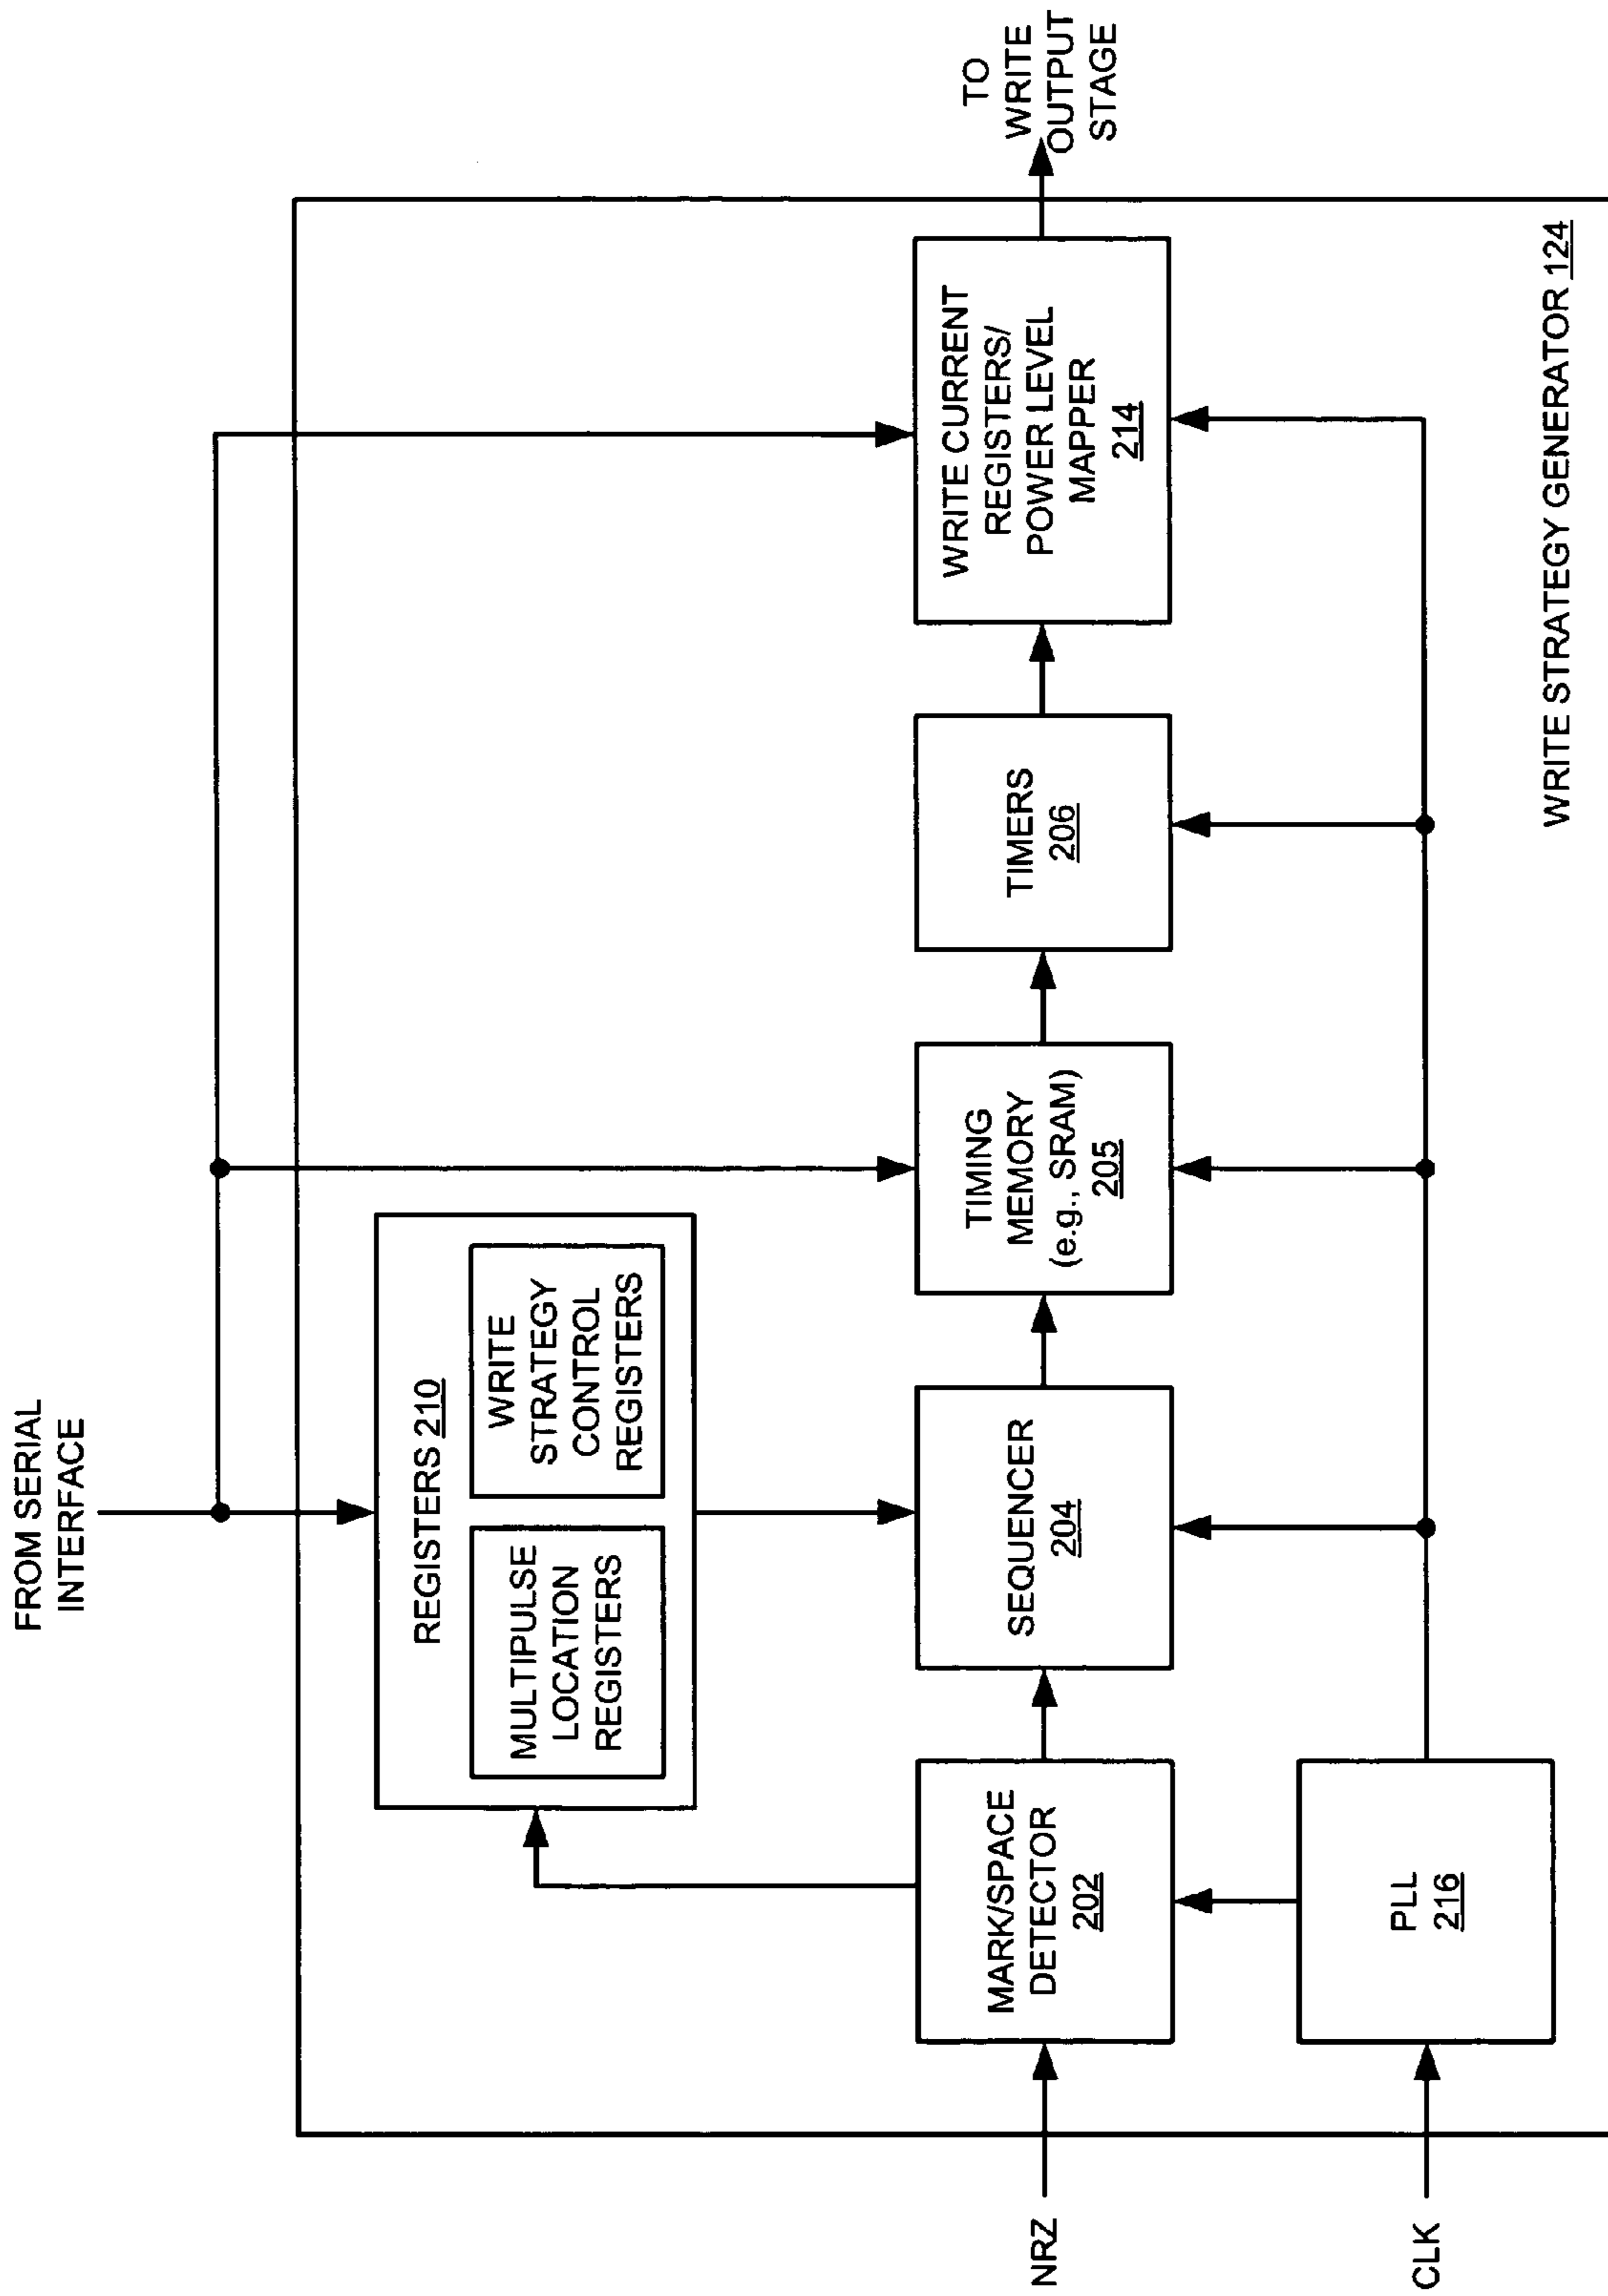 FROM SERIAL
INTERFACE
REGISTERS 210
MULTIPULSE
LOCATION
REGISTERS
WRITE
STRATEGY
CONTROL
REGISTERS
NRZ
MARK/SPACE
DETECTOR
202
SEQUENCER
204
TIMING
MEMORY
(e.g., SRAM)
205
TIMERS
206
WRITE CURRENT
REGISTERS/
POWER LEVEL
MAPPER
214
TO
WRITE
OUTPUT
STAGE
CLK
PLL
216
WRITE STRATEGY GENERATOR 124